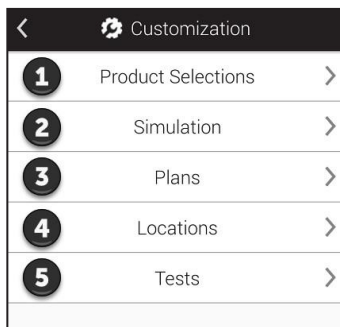 Customization
1 Product Selections
2 Simulation
3 Plans
4 Locations
5 Tests